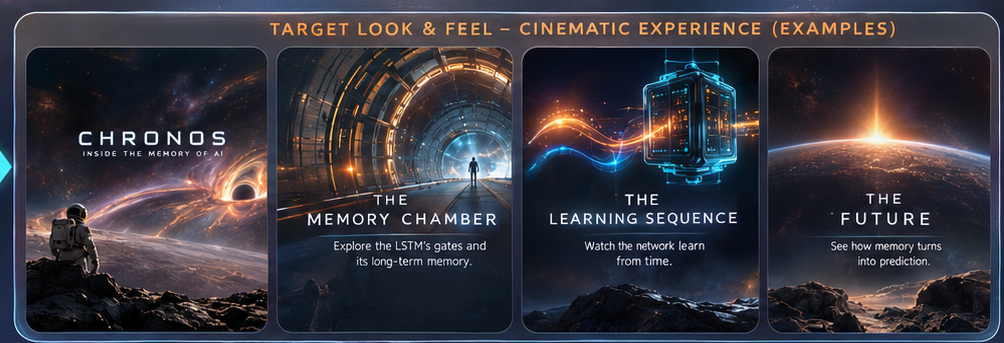 TARGET LOOK & FEEL – CINEMATIC EXPERIENCE (EXAMPLES)
CHRONOS
INSIDE THE MEMORY OF AI
THE
MEMORY CHAMBER
Explore the LSTM's gates and
its long-term memory.
THE
LEARNING SEQUENCE
Watch the network learn
from time.
THE
FUTURE
See how memory turns
into prediction.